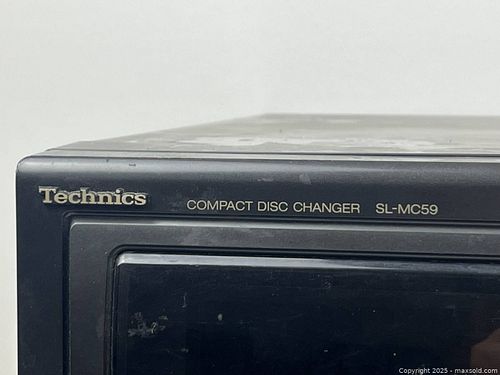 Technics COMPACT DISC CHANGER SL-MC59
Copyright 2025 - maxsold.com